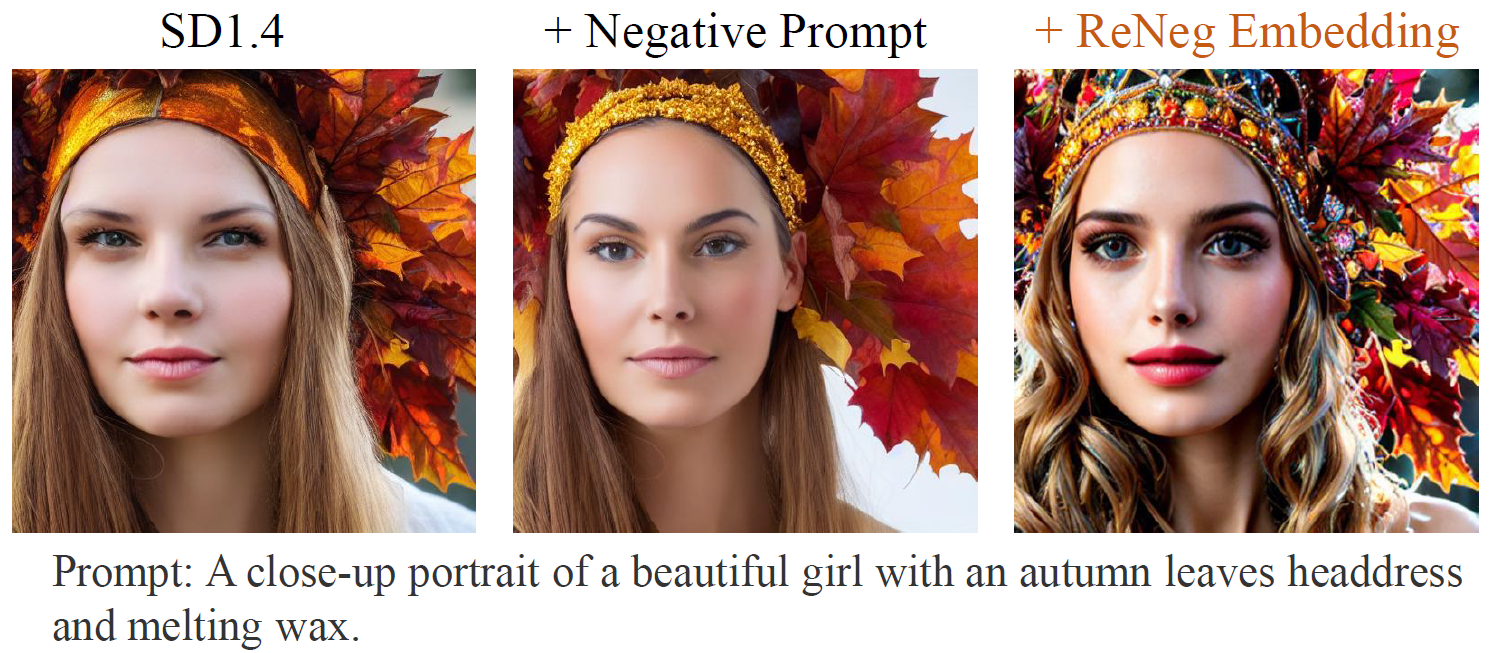 SD1.4
+ Negative Prompt
+ ReNeg Embedding
Prompt: A close-up portrait of a beautiful girl with an autumn leaves headdress
and melting wax.